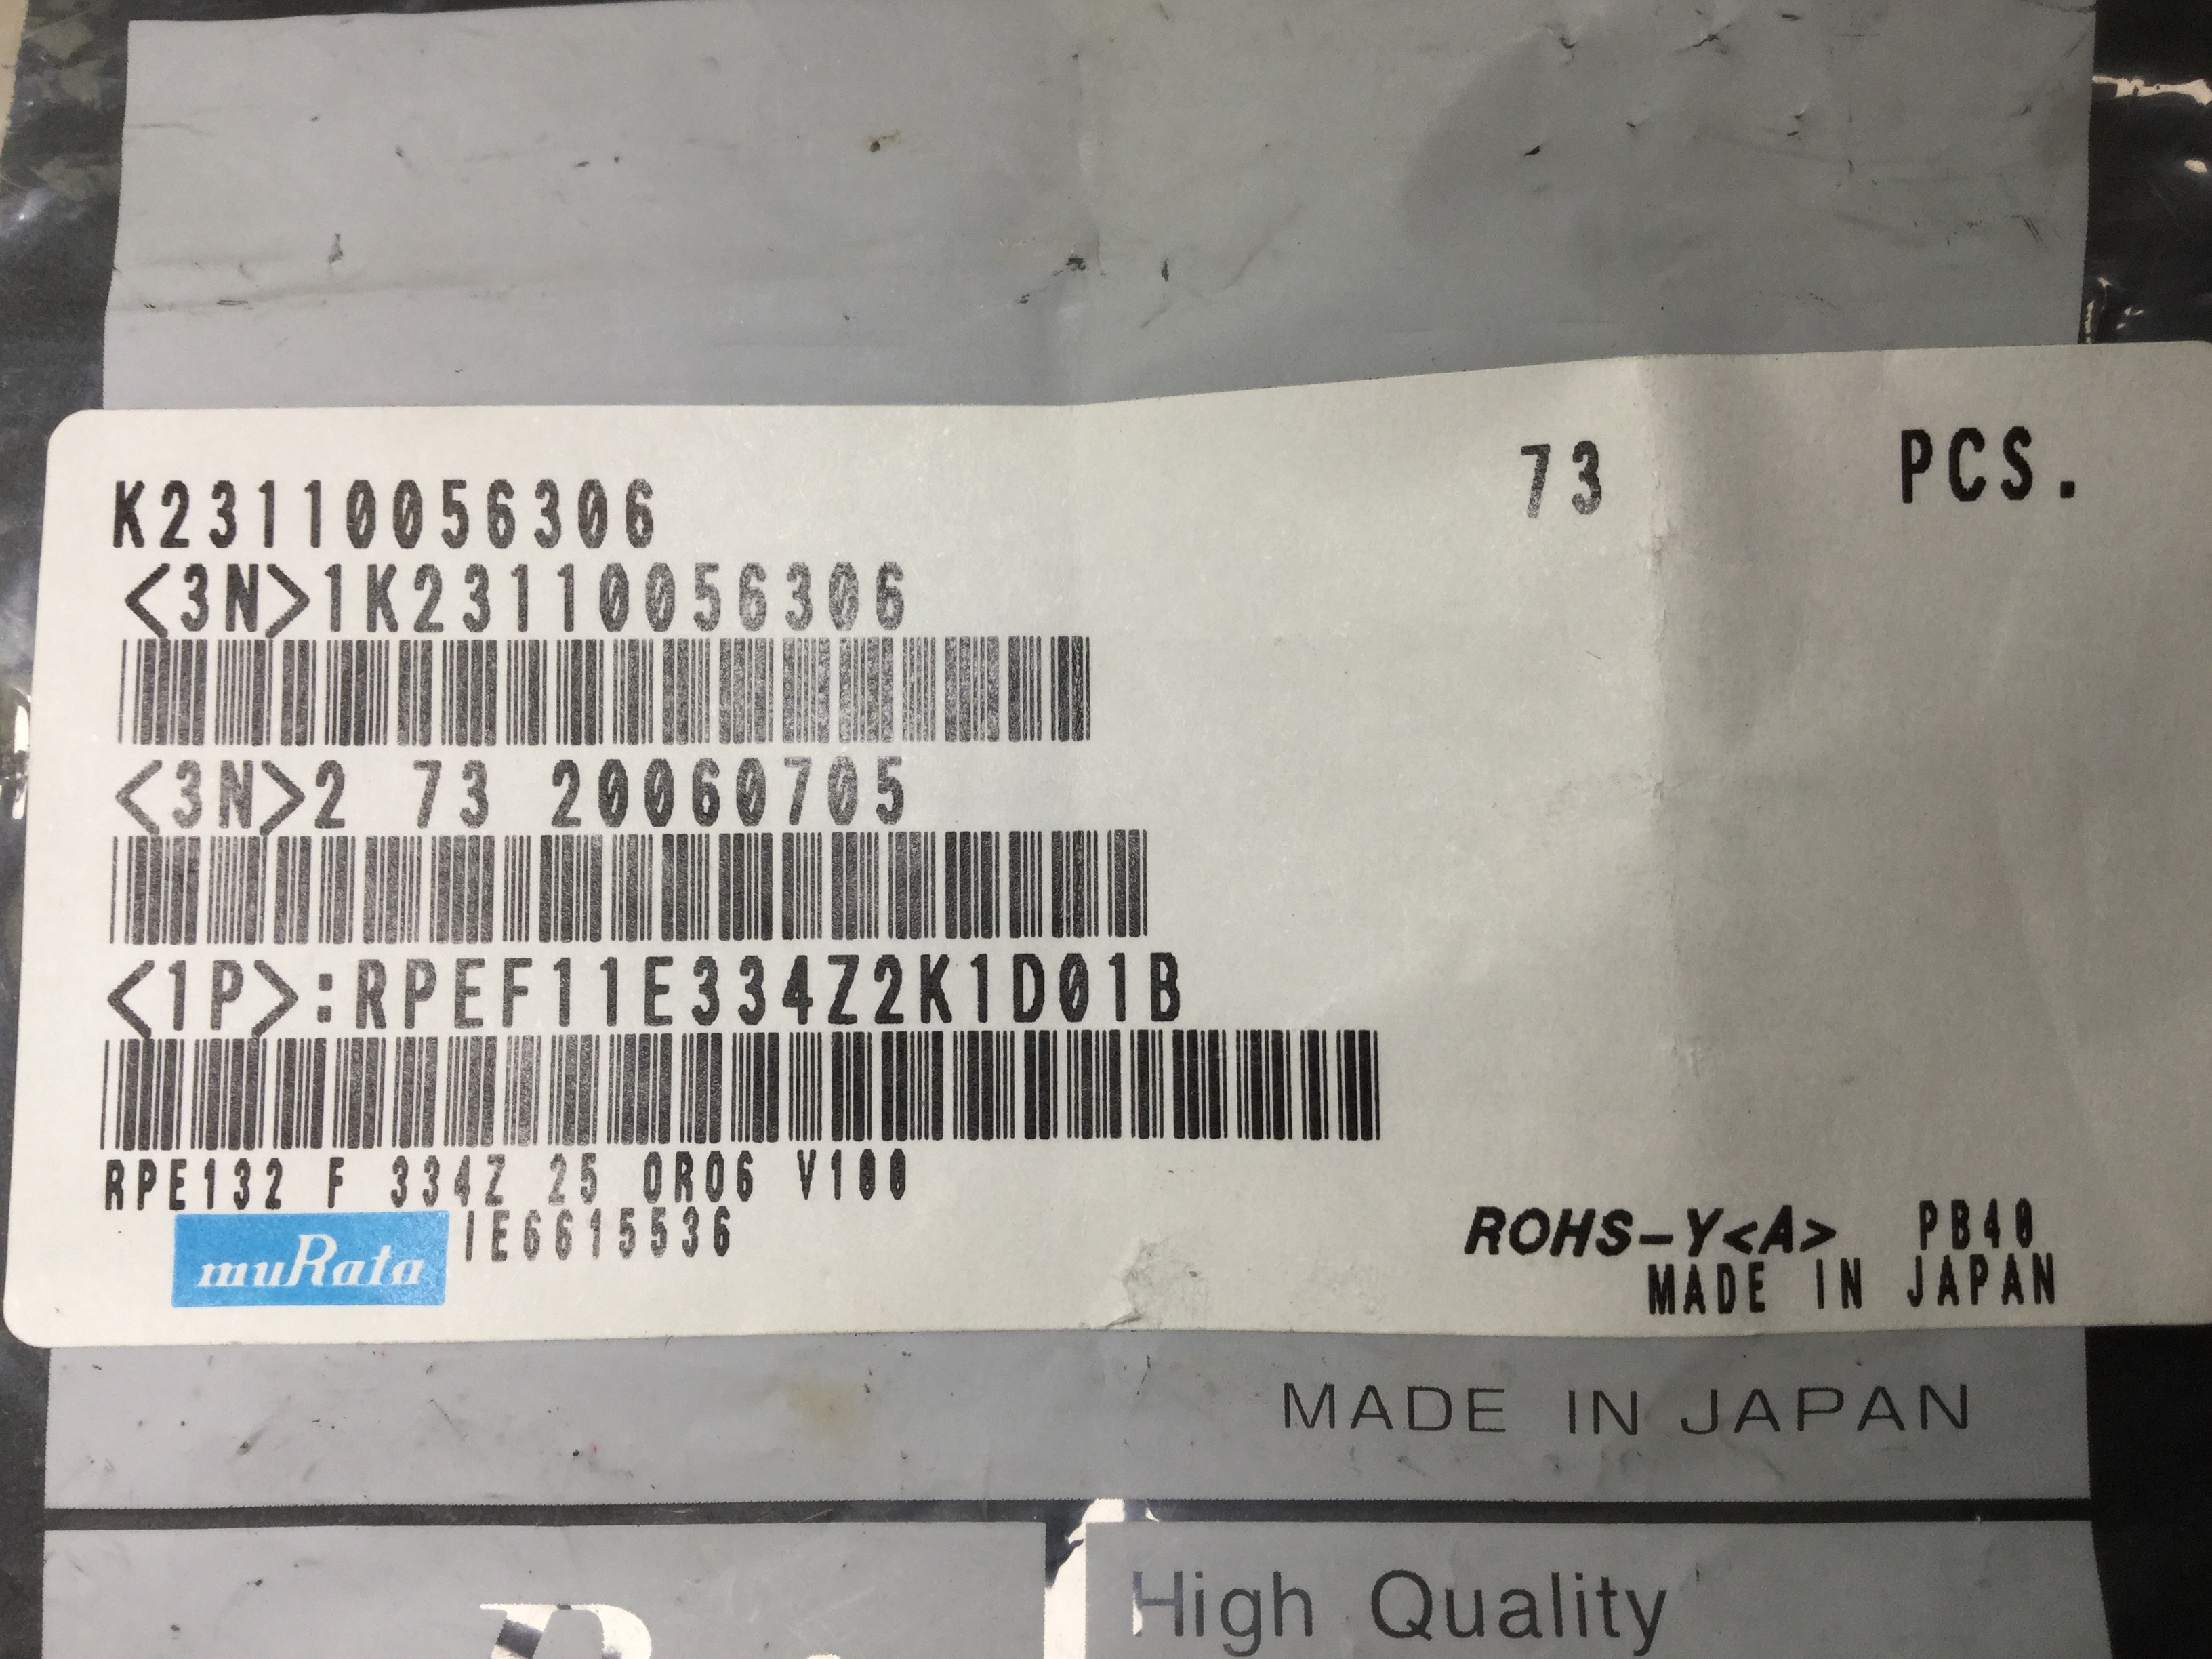 K23110056306 73 PCS.
<3N>1K23110056306
<3N>2 73 20060705
<1P>:RPEF11E334Z2K1D01B
RPE132 F 334Z 25 0R06 V100
muRata IE6615536
ROHS-Y<A> PB40
MADE IN JAPAN
MADE IN JAPAN
High Quality